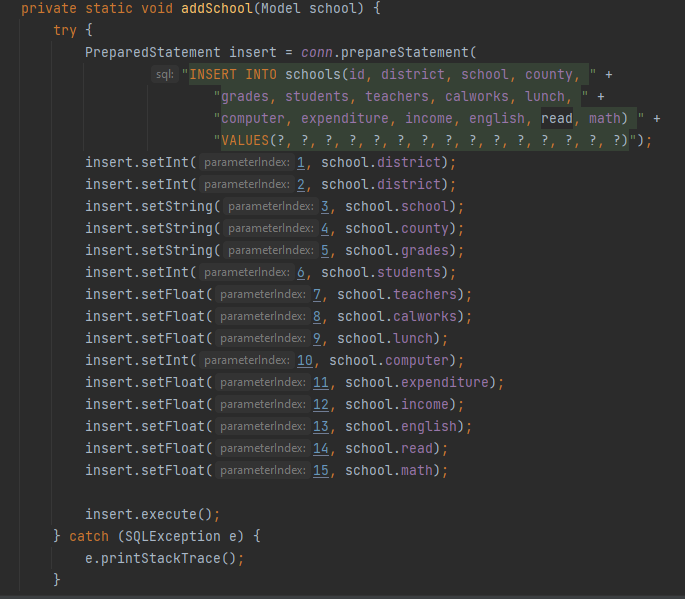 private static void addSchool(Model school) {
try {
PreparedStatement insert = conn.prepareStatement(
sql: "INSERT INTO schools(id, district, school, county, " +
"grades, students, teachers, calworks, lunch, " +
"computer, expenditure, income, english, read, math) " +
"VALUES(?, ?, ?, ?, ?, ?, ?, ?, ?, ?, ?, ?, ?, ?, ?)");
insert.setInt( parameterIndex: 1, school.district);
insert.setInt( parameterIndex: 2, school.district);
insert.setString( parameterIndex: 3, school.school);
insert.setString( parameterIndex: 4, school.county);
insert.setString( parameterIndex: 5, school.grades);
insert.setInt( parameterIndex: 6, school.students);
insert.setFloat( parameterIndex: 7, school.teachers);
insert.setFloat( parameterIndex: 8, school.calworks);
insert.setFloat( parameterIndex: 9, school.lunch);
insert.setInt( parameterIndex: 10, school.computer);
insert.setFloat( parameterIndex: 11, school.expenditure);
insert.setFloat( parameterIndex: 12, school.income);
insert.setFloat( parameterIndex: 13, school.english);
insert.setFloat( parameterIndex: 14, school.read);
insert.setFloat( parameterIndex: 15, school.math);
insert.execute();
} catch (SQLException e) {
e.printStackTrace();
}